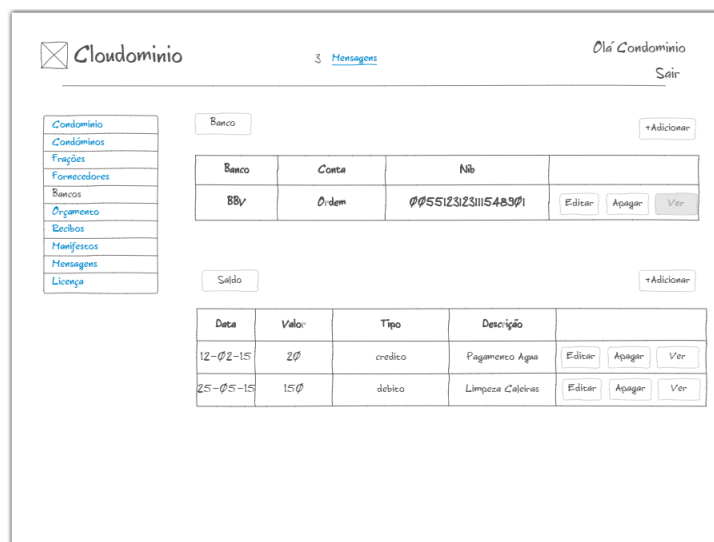 Cloudominio
3 Mensagens
Olá Condominio
Sair
Condominio
Condóminos
Frações
Fornecedores
Bancos
Orçamento
Recibos
Manifestos
Mensagens
Licença
Banco
+Adicionar
Banco Conta Nib
BBV Ordem 005512312311548901 Editar Apagar Ver
Saldo
+Adicionar
Data Valor Tipo Descrição
12-02-15 20 credito Pagamento Agua Editar Apagar Ver
25-05-15 150 debito Limpeza Caleiras Editar Apagar Ver